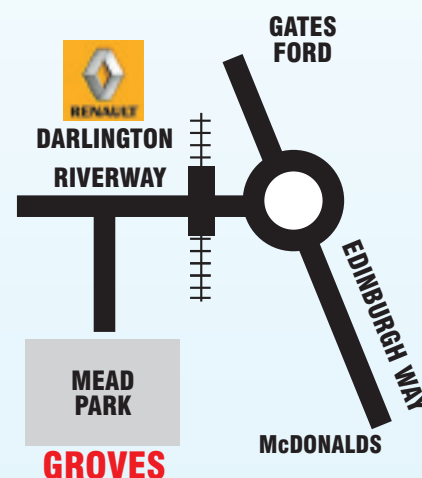 GATES
FORD
RENAULT
DARLINGTON
RIVERWAY
EDINBURGH WAY
MEAD
PARK
GROVES
McDONALDS